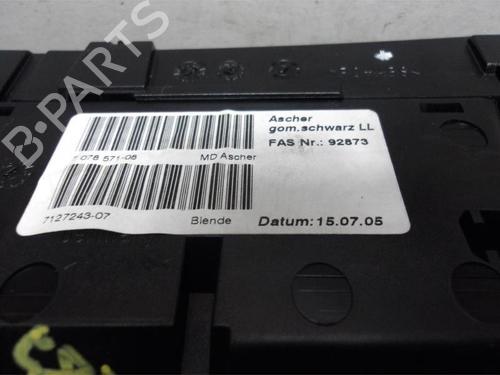 Ascher
gom.schwarz LL
FAS Nr.: 92873
7 078 571-08
MD Ascher
7127243-07
Blende
Datum: 15.07.05
B-PARTS